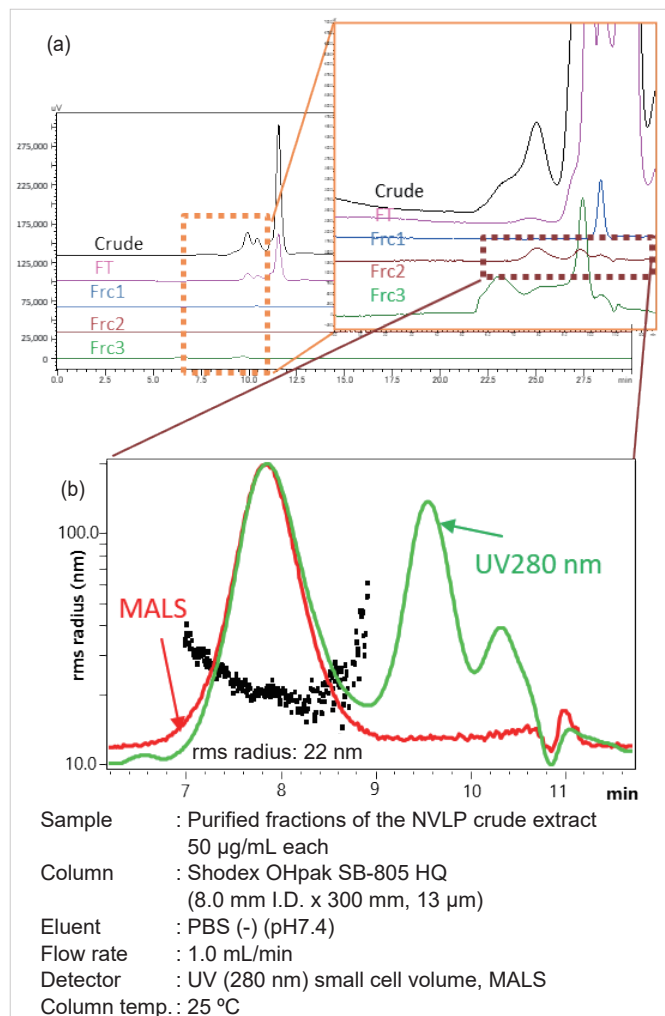 (a)
uV
275,000
225,000
175,000
125,000
75,000
25,000
0
Crude
FT
Frc1
Frc2
Frc3
0.0 2.5 5.0 7.5 10.0 12.5 15.0
min
Crude
FT
Frc1
Frc2
Frc3
15.0 17.5 20.0 22.5 25.0 27.5
min
(b)
rms radius (nm)
100.0
10.0
MALS
UV280 nm
rms radius: 22 nm
7 8 9 10 11 min
Sample : Purified fractions of the NVLP crude extract
50 µg/mL each
Column : Shodex OHpak SB-805 HQ
(8.0 mm I.D. x 300 mm, 13 µm)
Eluent : PBS (-) (pH7.4)
Flow rate : 1.0 mL/min
Detector : UV (280 nm) small cell volume, MALS
Column temp. : 25 ºC